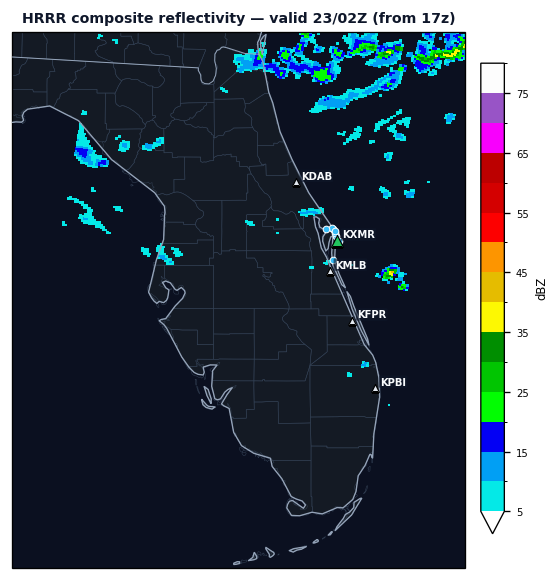 HRRR composite reflectivity — valid 23/02Z (from 17z)
75
65
KDAB
55
KXMR
KMLB
45
dBZ
KFPR
35
KPBI
25
15
5